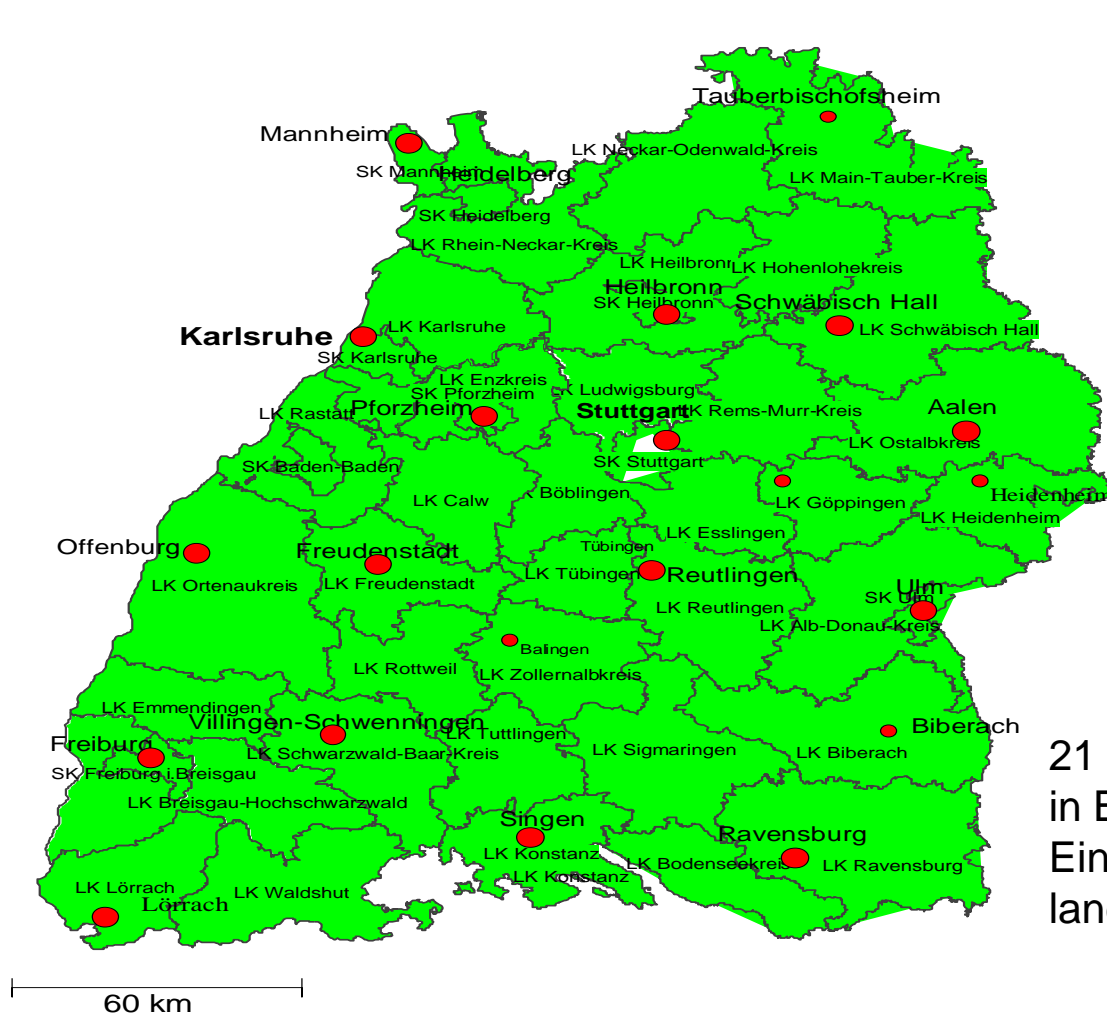 Tauberbischofsheim
Mannheim
LK Neckar-Odenwald-Kreis
SK Mannheim
Heidelberg
LK Main-Tauber-Kreis
SK Heidelberg
LK Rhein-Neckar-Kreis
LK Heilbronn
LK Hohenlohekreis
Heilbronn
SK Heilbronn
Schwäbisch Hall
LK Schwäbisch Hall
Karlsruhe
LK Karlsruhe
SK Karlsruhe
LK Enzkreis
SK Pforzheim
LK Ludwigsburg
Pforzheim
LK Rastatt
Stuttgart
LK Rems-Murr-Kreis
Aalen
LK Ostalbkreis
SK Stuttgart
SK Baden-Baden
LK Calw
Böblingen
LK Göppingen
Heidenheim
LK Heidenheim
LK Esslingen
Offenburg
Freudenstadt
Tübingen
LK Tübingen
Reutlingen
LK Ortenaukreis
LK Freudenstadt
Ulm
SK Ulm
LK Reutlingen
LK Alb-Donau-Kreis
Balingen
LK Rottweil
LK Zollernalbkreis
LK Emmendingen
Villingen-Schwenningen
LK Tuttlingen
Biberach
Freiburg
LK Schwarzwald-Baar-Kreis
LK Sigmaringen
LK Biberach
SK Freiburg i.Breisgau
LK Breisgau-Hochschwarzwald
Singen
Ravensburg
LK Konstanz
LK Bodenseekreis
LK Ravensburg
LK Konstanz
LK Lörrach
LK Waldshut
Lörrach
21
in
Ein
lan
60 km